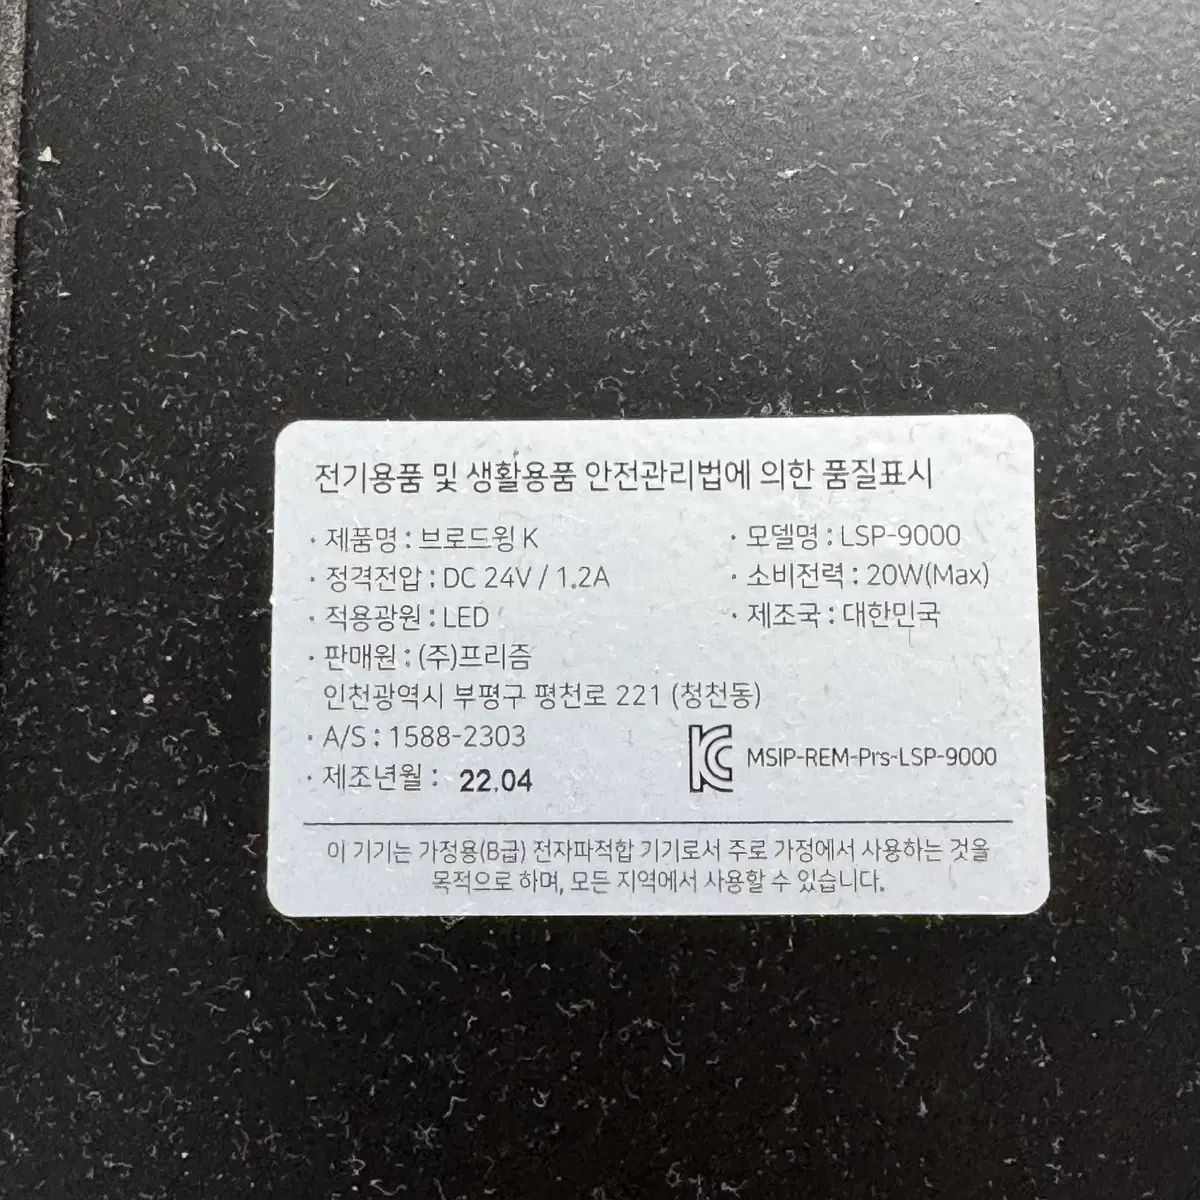 전기용품 및 생활용품 안전관리법에 의한 품질표시
· 제품명 : 브로드윙 K · 모델명 : LSP-9000
· 정격전압 : DC 24V / 1.2A · 소비전력 : 20W(Max)
· 적용광원 : LED · 제조국 : 대한민국
· 판매원 : (주)프리즘
인천광역시 부평구 평천로 221 (청천동)
· A/S : 1588-2303
· 제조년월 : 22.04
KC MSIP-REM-Prs-LSP-9000
이 기기는 가정용(B급) 전자파적합 기기로서 주로 가정에서 사용하는 것을
목적으로 하며, 모든 지역에서 사용할 수 있습니다.